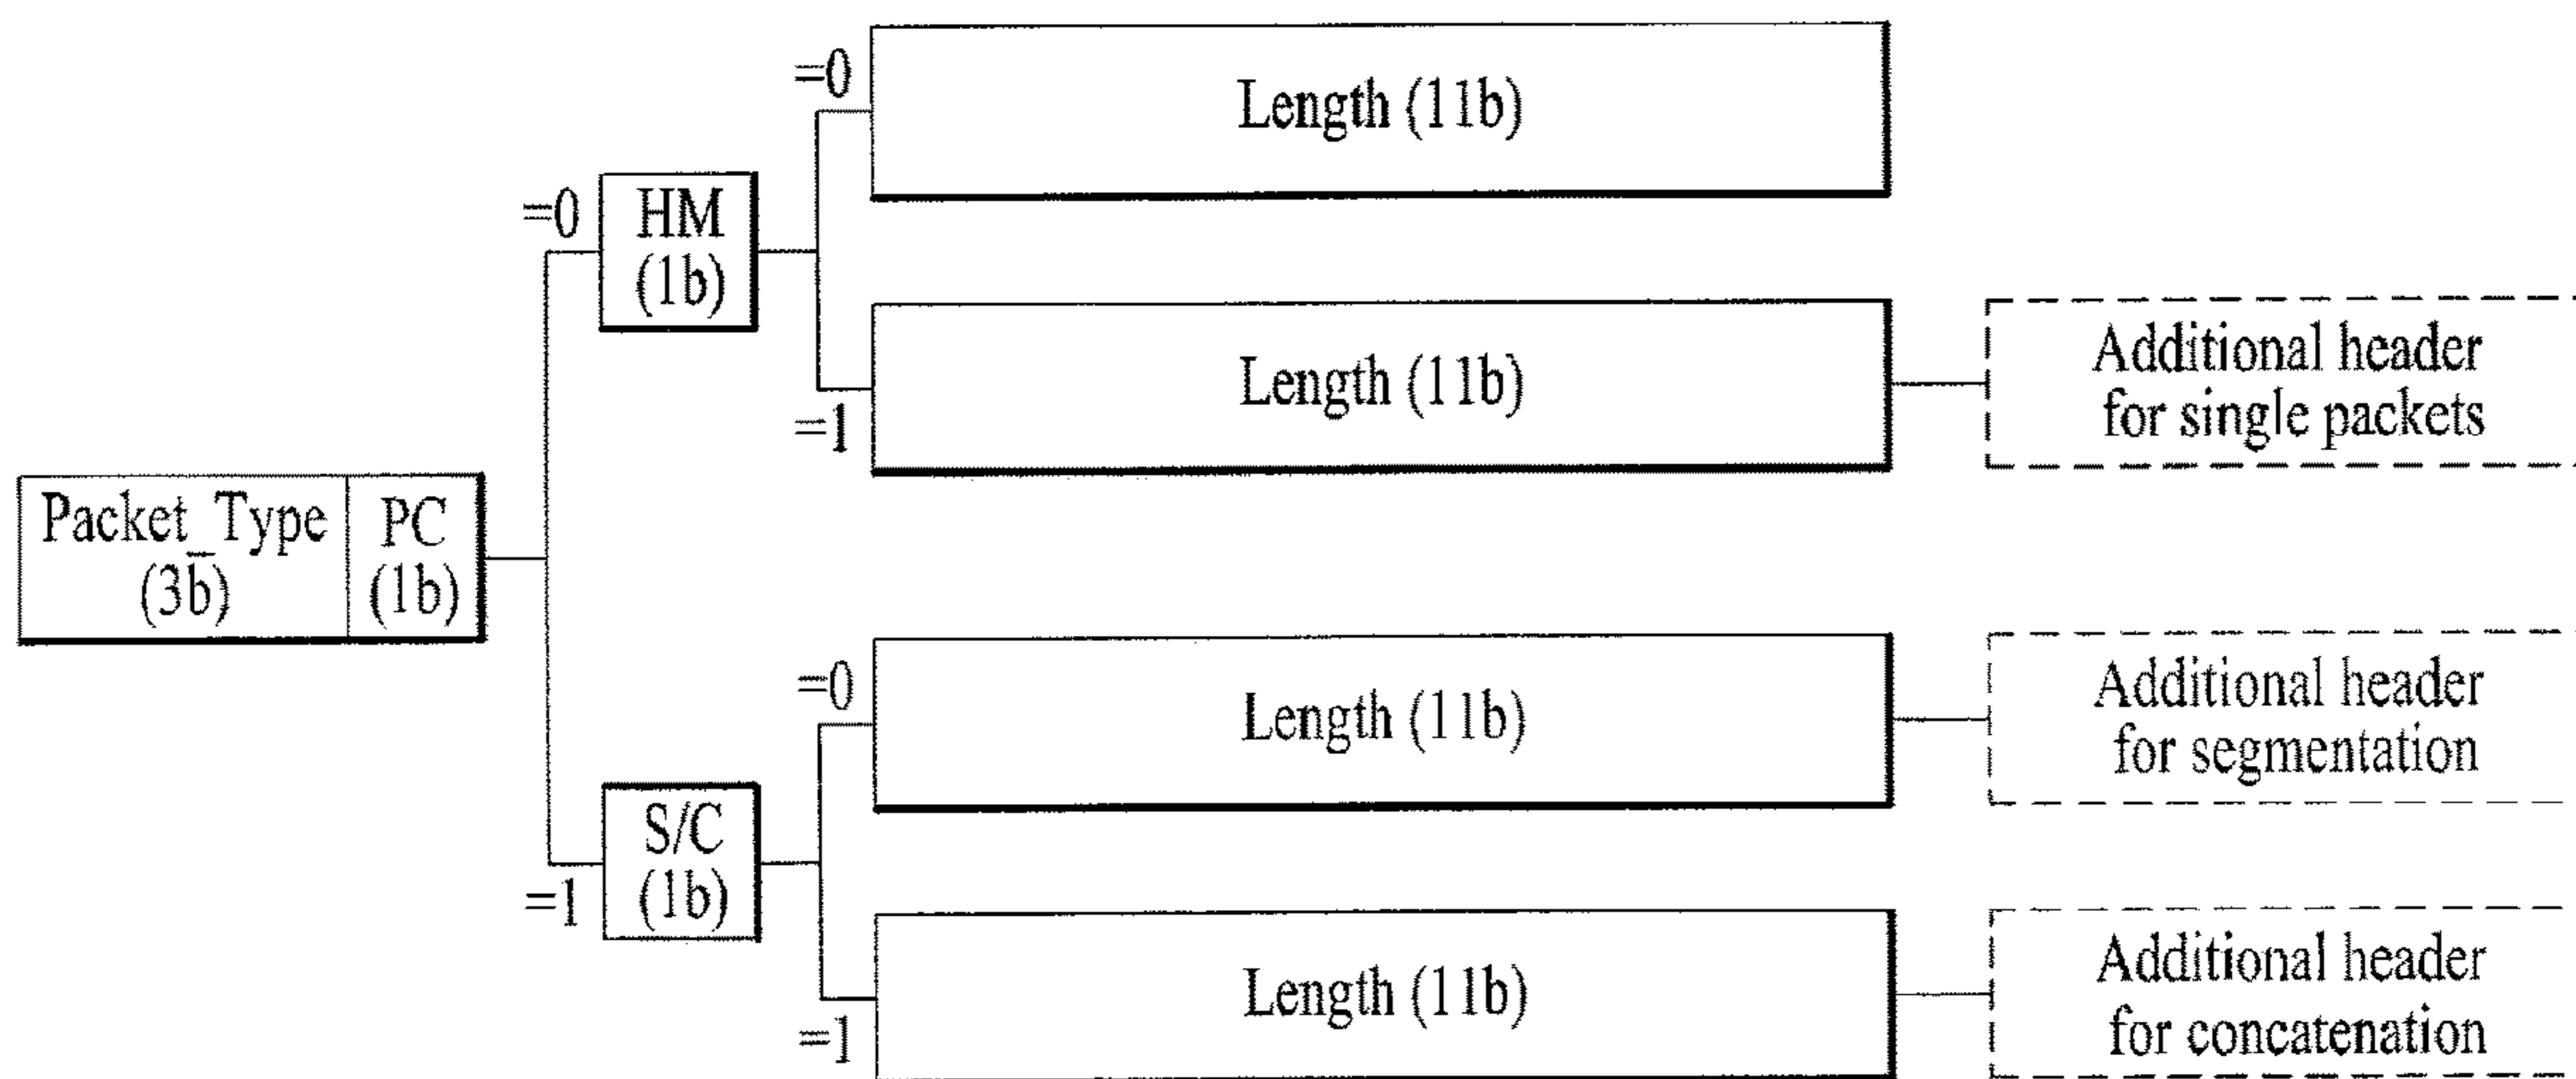 =0
Length (11b)
=0
HM
(1b)
=1
Length (11b)
Additional header
for single packets
Packet_Type
(3b)
PC
(1b)
=0
Length (11b)
Additional header
for segmentation
=1
S/C
(1b)
=1
Length (11b)
Additional header
for concatenation